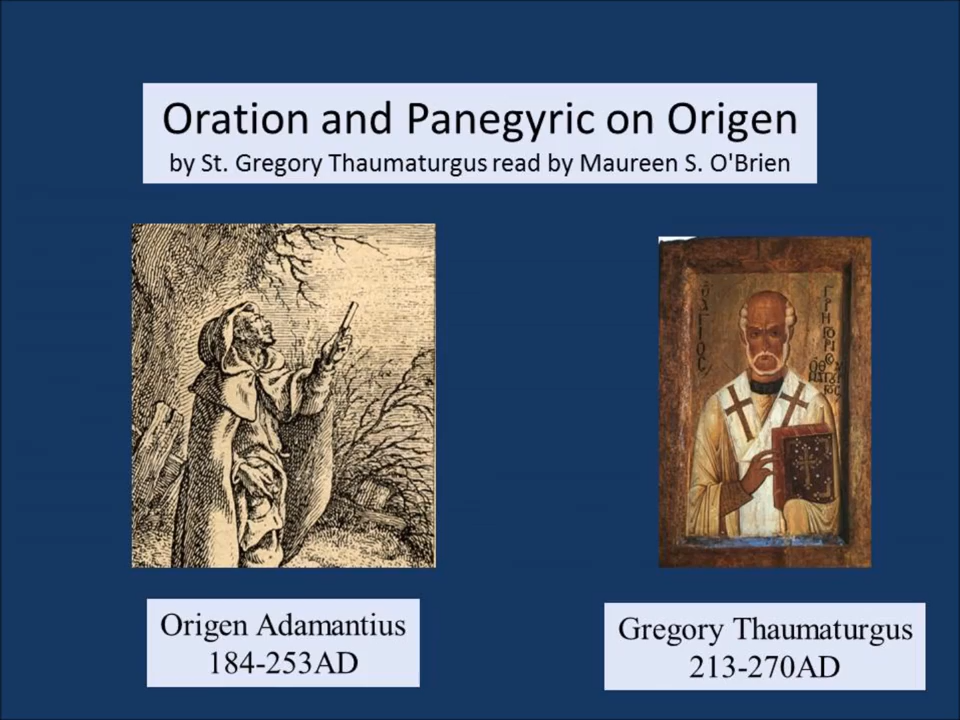 Oration and Panegyric on Origen
by St. Gregory Thaumaturgus read by Maureen S. O'Brien
Origen Adamantius
184-253AD
Gregory Thaumaturgus
213-270AD